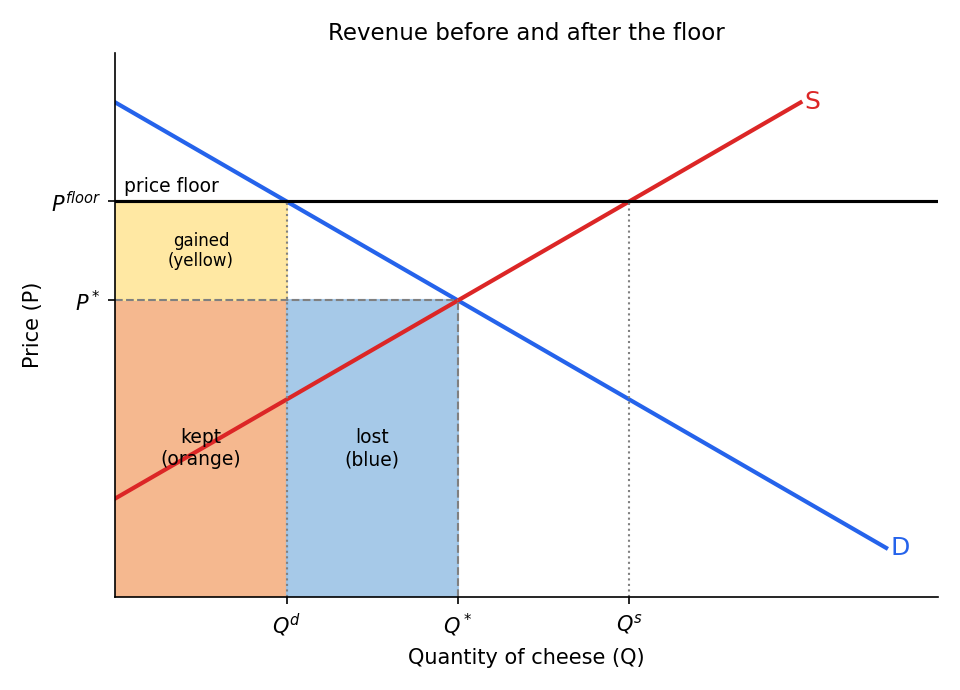 Revenue before and after the floor
S
price floor
P^{floor}
gained
(yellow)
P^*
Price (P)
kept
(orange)
lost
(blue)
D
Q^d
Q^*
Q^s
Quantity of cheese (Q)